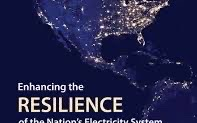 Enhancing the
RESILIENCE
of the Nation's Electricity System